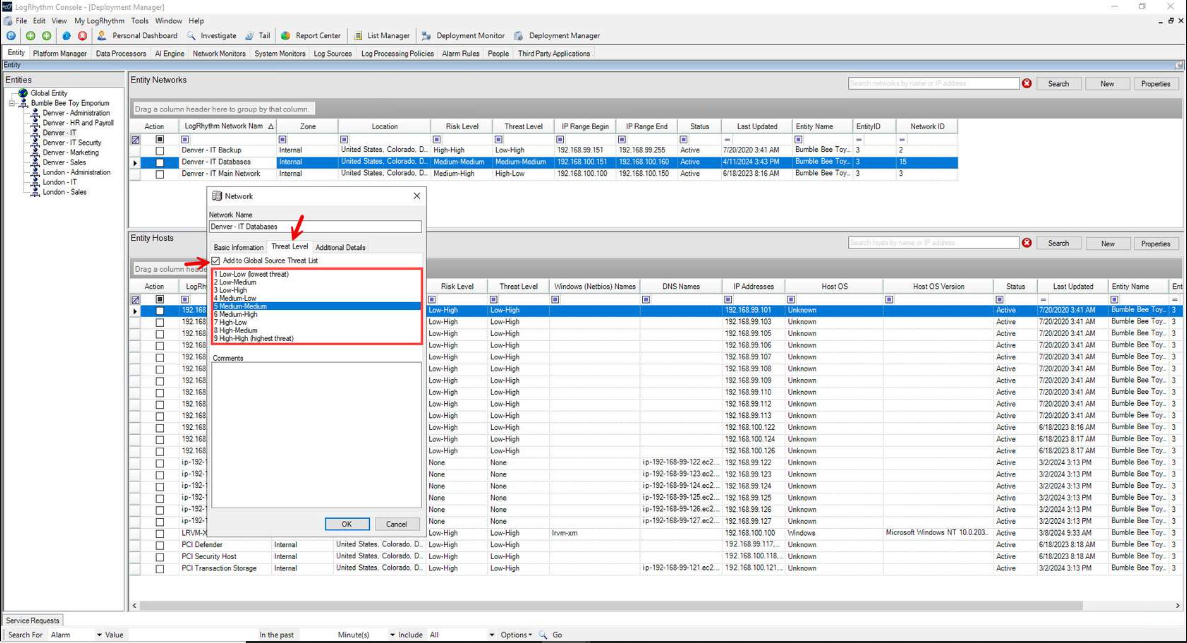 LogRhythm Console - [Deployment Manager]
File Edit View My LogRhythm Tools Window Help
Personal Dashboard Investigate Tail Report Center List Manager Deployment Monitor Deployment Manager
Entity Platform Manager Data Processors AI Engine Network Monitors System Monitors Log Sources Log Processing Policies Alarm Rules People Third Party Applications
Entity
Entities
Global Entity
Bumble Bee Toy Emporium
Denver - Administration
Denver - HR and Payroll
Denver - IT
Denver - IT Security
Denver - Marketing
Denver - Sales
London - Administration
London - IT
London - Sales
Entity Networks
Search networks by name or IP address Search New Properties
Drag a column header here to group by that column.
Action LogRhythm Network Nam Zone Location Risk Level Threat Level IP Range Begin IP Range End Status Last Updated Entity Name EntityID Network ID
Denver - IT Backup Internal United States, Colorado, D... High-High Low-High 192.168.99.151 192.168.99.255 Active 7/20/2020 3:41 AM Bumble Bee Toy... 3 2
Denver - IT Databases Internal United States, Colorado, D... Medium-Medium Medium-Medium 192.168.100.151 192.168.100.160 Active 4/11/2024 3:43 PM Bumble Bee Toy... 3 15
Denver - IT Main Network Internal United States, Colorado, D... Medium-High High-Low 192.168.100.100 192.168.100.150 Active 6/18/2023 8:16 AM Bumble Bee Toy... 3 3
Network
Network Name
Denver - IT Databases
Basic Information Threat Level Additional Details
Add to Global Source Threat List
1 Low-Low (lowest threat)
2 Low-Medium
3 Low-High
4 Medium-Low
5 Medium-Medium
6 Medium-High
7 High-Low
8 High-Medium
9 High-High (highest threat)
Comments
OK Cancel
Entity Hosts
Search hosts by name or IP address Search New Properties
Drag a column heade
Action LogRh Risk Level Threat Level Windows (Netbios) Names DNS Names IP Addresses Host OS Host OS Version Status Last Updated Entity Name Ent
192.168 Low-High Low-High 192.168.99.101 Unknown Active 7/20/2020 3:41 AM Bumble Bee Toy... 3
192.168 Low-High Low-High 192.168.99.103 Unknown Active 7/20/2020 3:41 AM Bumble Bee Toy... 3
192.168 Low-High Low-High 192.168.99.105 Unknown Active 7/20/2020 3:41 AM Bumble Bee Toy... 3
192.168 Low-High Low-High 192.168.99.106 Unknown Active 7/20/2020 3:41 AM Bumble Bee Toy... 3
192.168 Low-High Low-High 192.168.99.107 Unknown Active 7/20/2020 3:41 AM Bumble Bee Toy... 3
192.168 Low-High Low-High 192.168.99.108 Unknown Active 7/20/2020 3:41 AM Bumble Bee Toy... 3
192.168 Low-High Low-High 192.168.99.109 Unknown Active 7/20/2020 3:41 AM Bumble Bee Toy... 3
192.168 Low-High Low-High 192.168.99.110 Unknown Active 7/20/2020 3:41 AM Bumble Bee Toy... 3
192.168 Low-High Low-High 192.168.99.112 Unknown Active 7/20/2020 3:41 AM Bumble Bee Toy... 3
192.168 Low-High Low-High 192.168.99.113 Unknown Active 7/20/2020 3:41 AM Bumble Bee Toy... 3
192.168 Low-High Low-High 192.168.100.122 Unknown Active 6/18/2023 8:16 AM Bumble Bee Toy... 3
192.168 Low-High Low-High 192.168.100.124 Unknown Active 6/18/2023 8:17 AM Bumble Bee Toy... 3
192.168 Low-High Low-High 192.168.100.126 Unknown Active 6/18/2023 8:17 AM Bumble Bee Toy... 3
ip-192-1 None None ip-192-168-99-122.ec2... 192.168.99.122 Unknown Active 3/2/2024 3:13 PM Bumble Bee Toy... 3
ip-192-1 None None ip-192-168-99-123.ec2... 192.168.99.123 Unknown Active 3/2/2024 3:13 PM Bumble Bee Toy... 3
ip-192-1 None None ip-192-168-99-124.ec2... 192.168.99.124 Unknown Active 3/2/2024 3:13 PM Bumble Bee Toy... 3
ip-192-1 None None ip-192-168-99-125.ec2... 192.168.99.125 Unknown Active 3/2/2024 3:13 PM Bumble Bee Toy... 3
ip-192-1 None None ip-192-168-99-126.ec2... 192.168.99.126 Unknown Active 3/2/2024 3:13 PM Bumble Bee Toy... 3
ip-192-1 None None ip-192-168-99-127.ec2... 192.168.99.127 Unknown Active 3/2/2024 3:13 PM Bumble Bee Toy... 3
LRVM-X Low-High Low-High lrvm-xm 192.168.100.100 Windows Microsoft Windows NT 10.0.203... Active 3/8/2024 9:33 AM Bumble Bee Toy... 3
PCI Defender Internal United States, Colorado, D... Low-High Low-High 192.168.99.117,... Unknown Active 6/18/2023 8:18 AM Bumble Bee Toy... 3
PCI Security Host Internal United States, Colorado, D... Low-High Low-High 192.168.100.118... Unknown Active 6/18/2023 8:18 AM Bumble Bee Toy... 3
PCI Transaction Storage Internal United States, Colorado, D... Low-High Low-High ip-192-168-99-121.ec2... 192.168.100.121... Unknown Active 3/2/2024 3:13 PM Bumble Bee Toy... 3
Service Requests
Search For Alarm Value In the past Minute(s) Include All Options Go